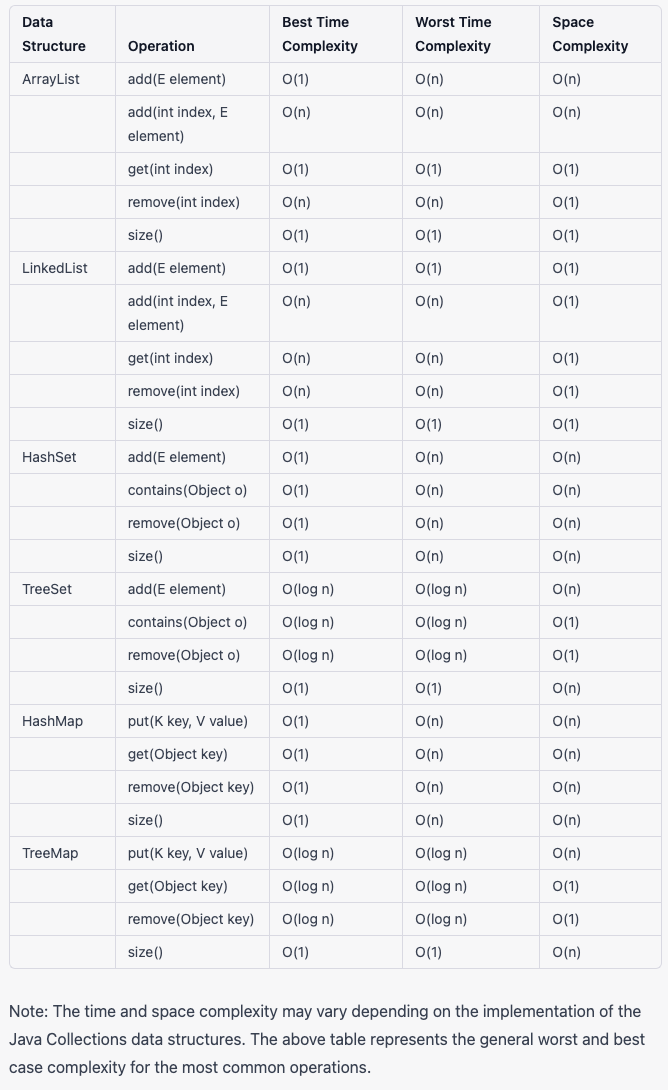 Data Structure Operation Best Time Complexity Worst Time Complexity Space Complexity
ArrayList add(E element) O(1) O(n) O(n)
add(int index, E element) O(n) O(n) O(n)
get(int index) O(1) O(1) O(1)
remove(int index) O(n) O(n) O(1)
size() O(1) O(1) O(1)
LinkedList add(E element) O(1) O(1) O(1)
add(int index, E element) O(n) O(n) O(1)
get(int index) O(n) O(n) O(1)
remove(int index) O(n) O(n) O(1)
size() O(1) O(1) O(1)
HashSet add(E element) O(1) O(n) O(n)
contains(Object o) O(1) O(n) O(n)
remove(Object o) O(1) O(n) O(n)
size() O(1) O(n) O(n)
TreeSet add(E element) O(log n) O(log n) O(n)
contains(Object o) O(log n) O(log n) O(1)
remove(Object o) O(log n) O(log n) O(1)
size() O(1) O(1) O(n)
HashMap put(K key, V value) O(1) O(n) O(n)
get(Object key) O(1) O(n) O(n)
remove(Object key) O(1) O(n) O(n)
size() O(1) O(n) O(n)
TreeMap put(K key, V value) O(log n) O(log n) O(n)
get(Object key) O(log n) O(log n) O(1)
remove(Object key) O(log n) O(log n) O(1)
size() O(1) O(1) O(n)
Note: The time and space complexity may vary depending on the implementation of the
Java Collections data structures. The above table represents the general worst and best
case complexity for the most common operations.